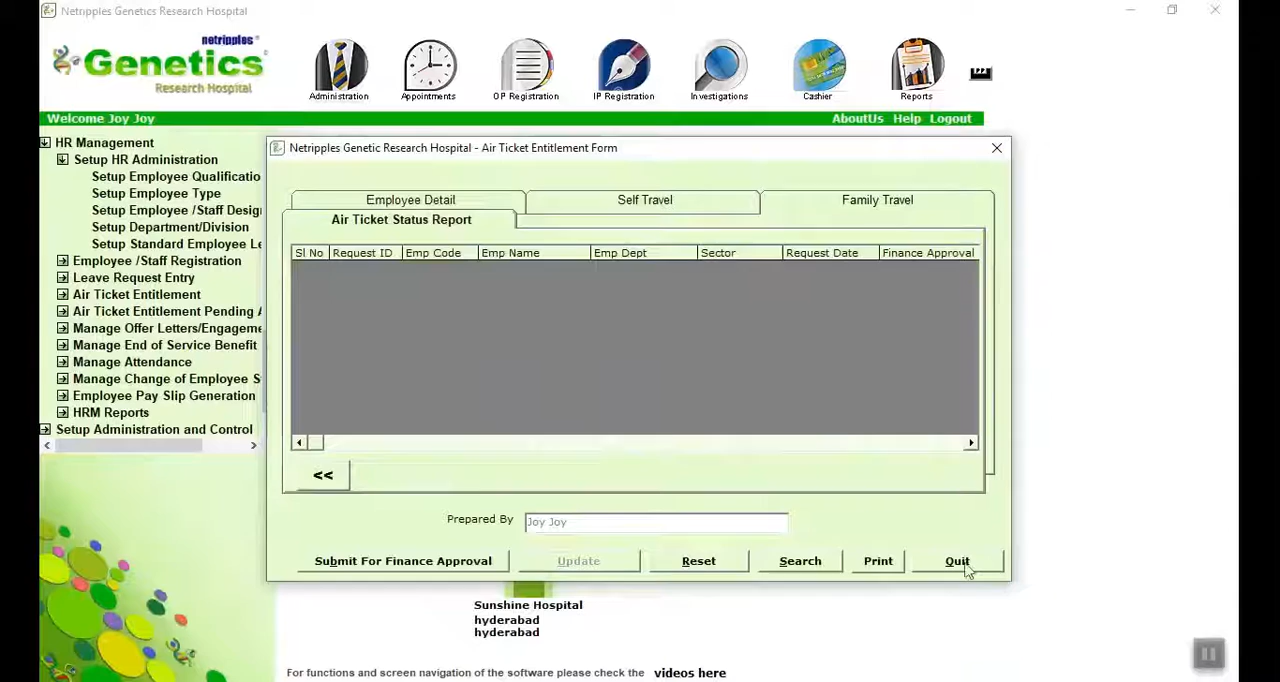 Netripples Genetics Research Hospital
netripples
Genetics
Research Hospital
Administration
Appointments
OP Registration
IP Registration
Investigations
Cashier
Reports
Welcome Joy Joy
AboutUs Help Logout
HR Management
Setup HR Administration
Setup Employee Qualificatio
Setup Employee Type
Setup Employee /Staff Desig
Setup Department/Division
Setup Standard Employee Le
Employee /Staff Registration
Leave Request Entry
Air Ticket Entitlement
Air Ticket Entitlement Pending A
Manage Offer Letters/Engageme
Manage End of Service Benefit
Manage Attendance
Manage Change of Employee S
Employee Pay Slip Generation
HRM Reports
Setup Administration and Control
Netripples Genetic Research Hospital - Air Ticket Entitlement Form
Employee Detail
Self Travel
Family Travel
Air Ticket Status Report
Sl No Request ID Emp Code Emp Name Emp Dept Sector Request Date Finance Approval
<<
Prepared By Joy Joy
Submit For Finance Approval
Update
Reset
Search
Print
Quit
Sunshine Hospital
hyderabad
hyderabad
For functions and screen navigation of the software please check the videos here